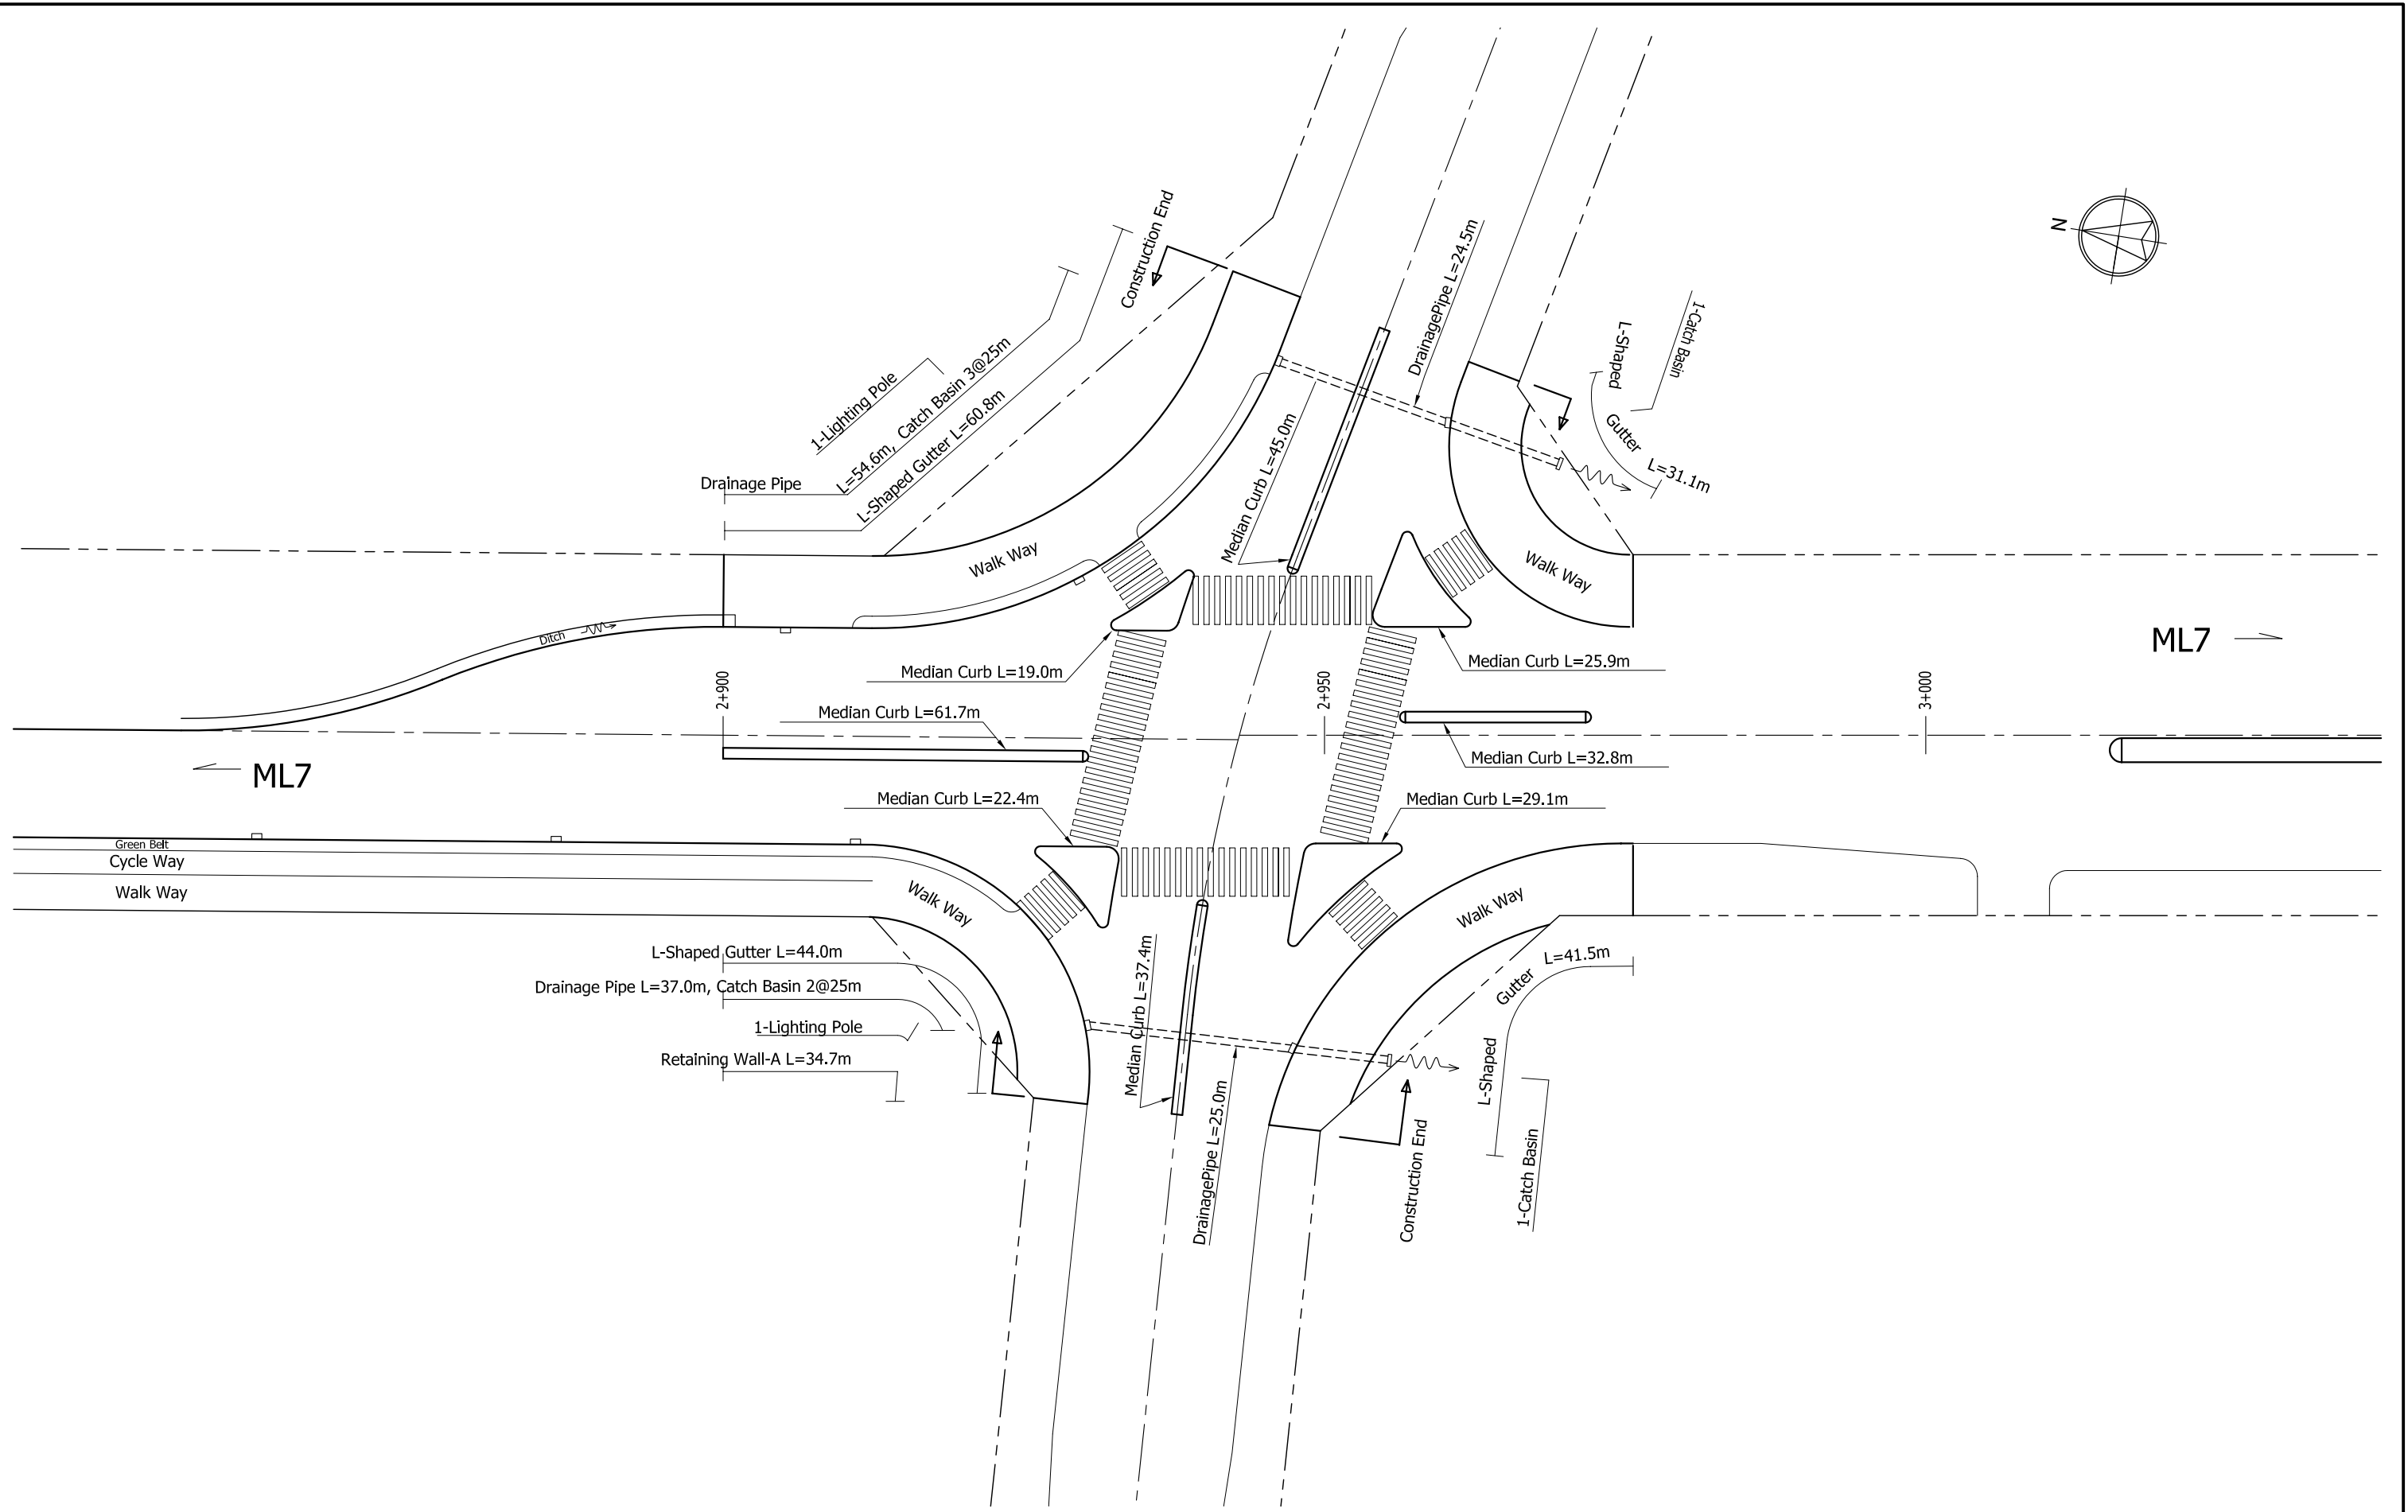 Construction End
DrainagePipe L=24.5m
N
1-Catch Basin
L-Shaped
Gutter
L=31.1m
1-Lighting Pole
Drainage Pipe
L=54.6m, Catch Basin 3@25m
L-Shaped Gutter L=60.8m
Median Curb L=45.0m
Walk Way
Walk Way
Ditch
ML7
Median Curb L=19.0m
Median Curb L=25.9m
2+900
2+950
3+000
Median Curb L=61.7m
Median Curb L=32.8m
ML7
Median Curb L=22.4m
Median Curb L=29.1m
Green Belt
Cycle Way
Walk Way
Walk Way
Walk Way
L-Shaped Gutter L=44.0m
Drainage Pipe L=37.0m, Catch Basin 2@25m
1-Lighting Pole
Retaining Wall-A L=34.7m
Median Curb L=37.4m
DrainagePipe L=25.0m
L=41.5m
Gutter
L-Shaped
Construction End
1-Catch Basin